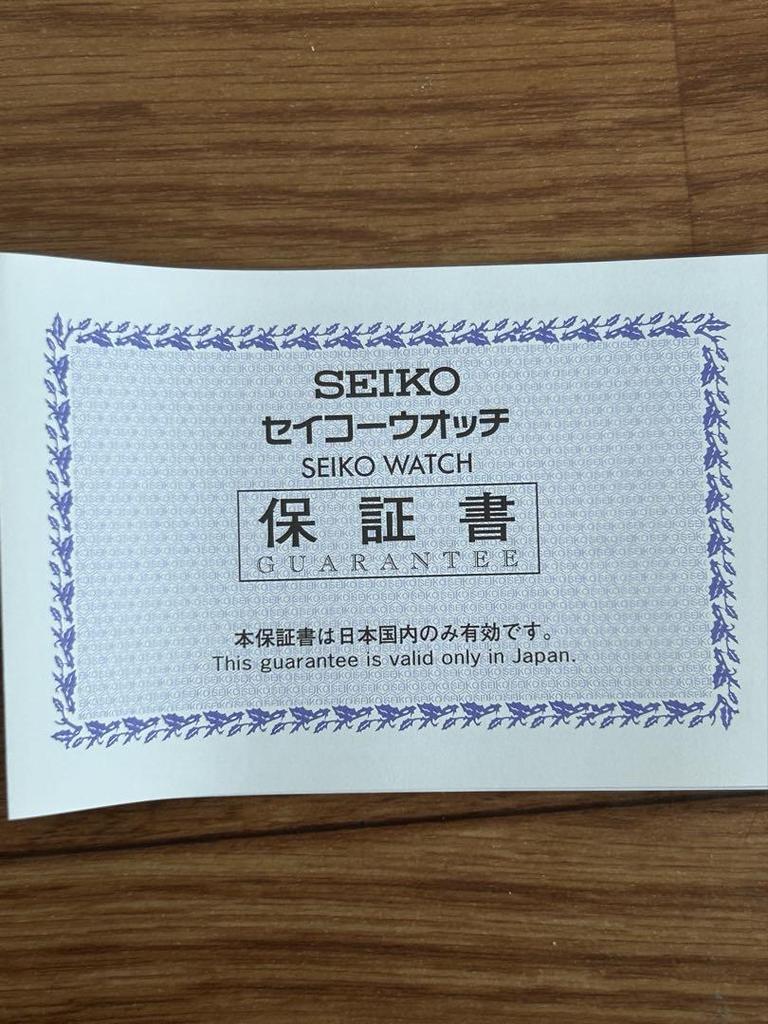 SEIKO
セイコーウオッチ
SEIKO WATCH
保証書
GUARANTEE
本保証書は日本国内のみ有効です。
This guarantee is valid only in Japan.